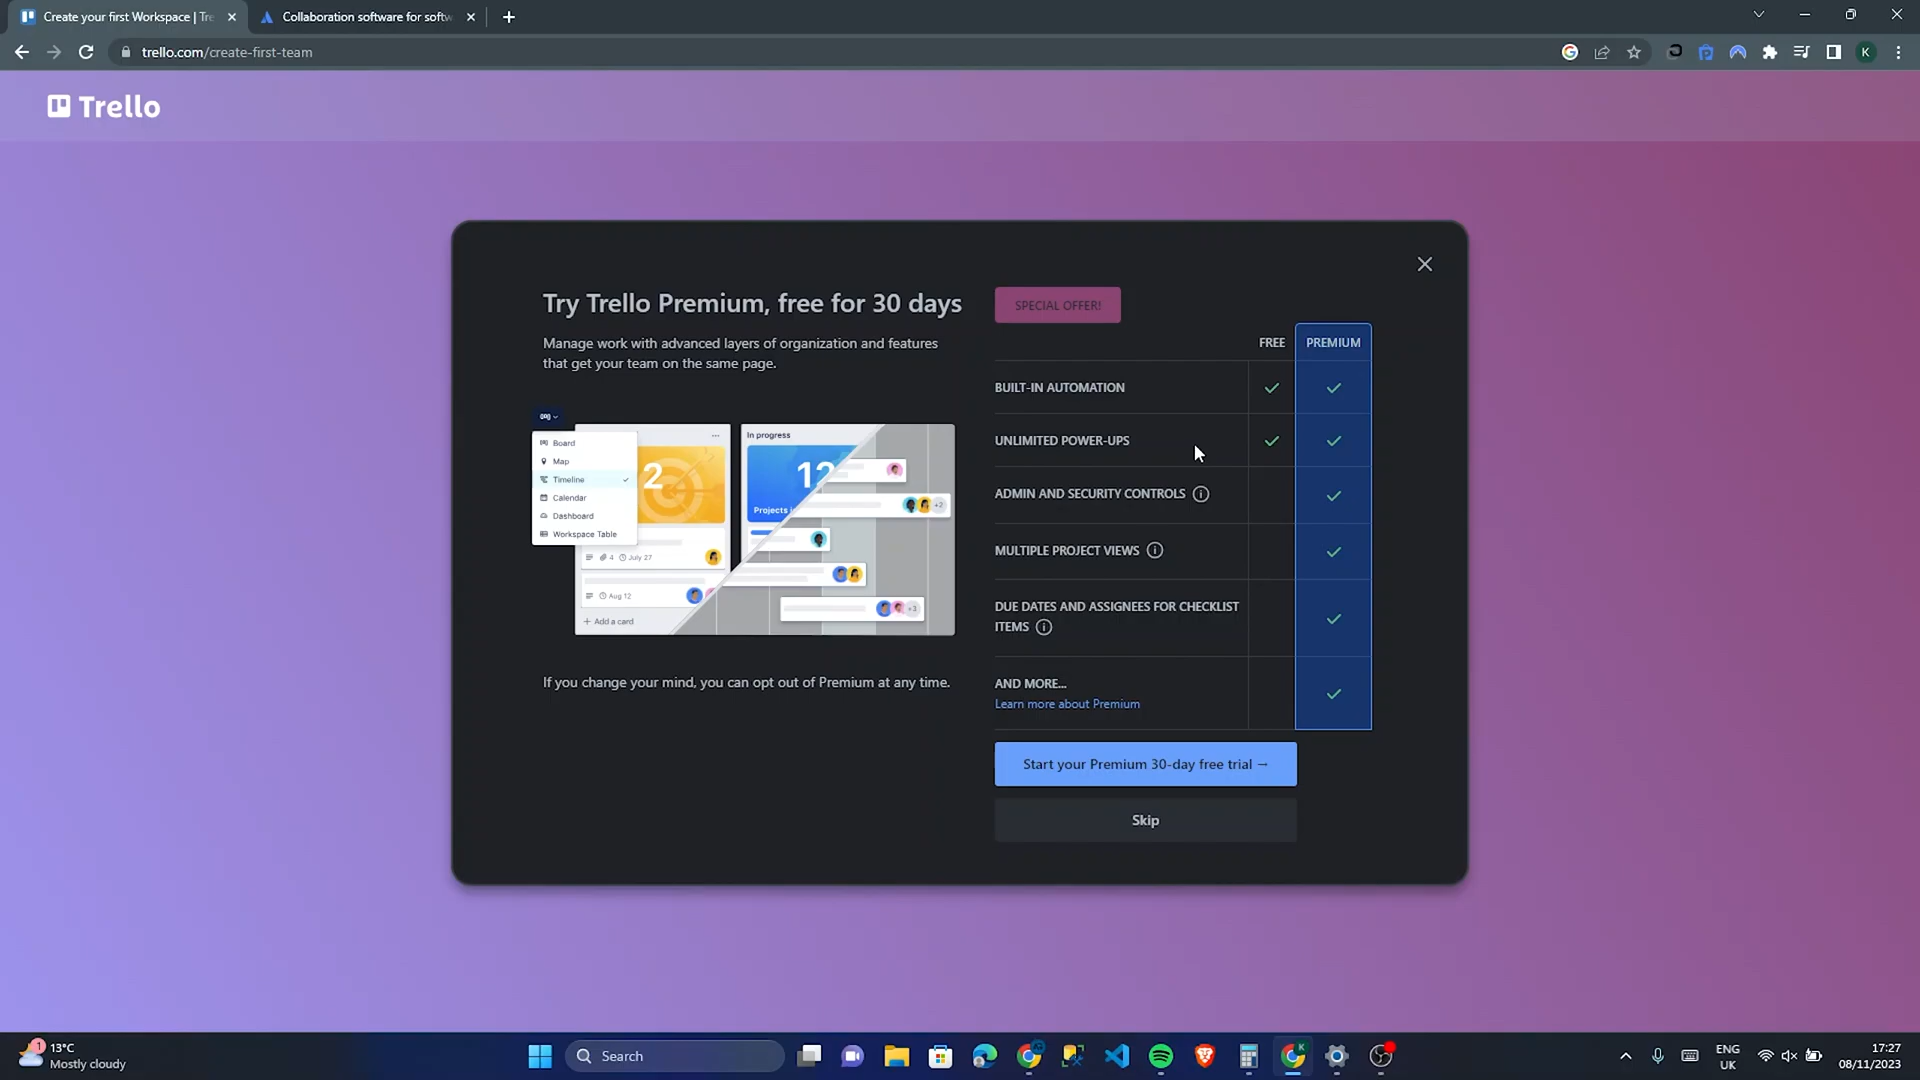 Create your first Workspace | Tre
Collaboration software for softw
trello.com/create-first-team
K
Trello
Try Trello Premium, free for 30 days
Manage work with advanced layers of organization and features
that get your team on the same page.
Board
Map
Timeline
Calendar
Dashboard
Workspace Table
2
4 July 27
Aug 12
+ Add a card
In progress
12
Projects i
+2
+3
If you change your mind, you can opt out of Premium at any time.
SPECIAL OFFER!
FREE PREMIUM
BUILT-IN AUTOMATION
UNLIMITED POWER-UPS
ADMIN AND SECURITY CONTROLS
MULTIPLE PROJECT VIEWS
DUE DATES AND ASSIGNEES FOR CHECKLIST
ITEMS
AND MORE...
Learn more about Premium
Start your Premium 30-day free trial →
Skip
1
13°C
Mostly cloudy
Search
K
ENG
UK
17:27
08/11/2023